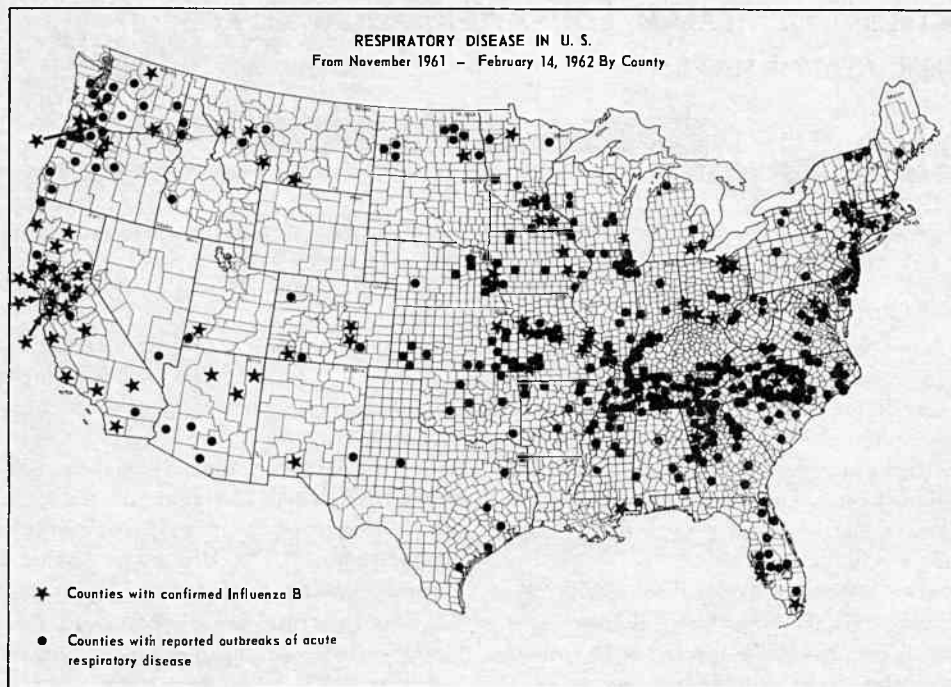 RESPIRATORY DISEASE IN U. S.
From November 1961 – February 14, 1962 By County
★ Counties with confirmed Influenza B
● Counties with reported outbreaks of acute
respiratory disease